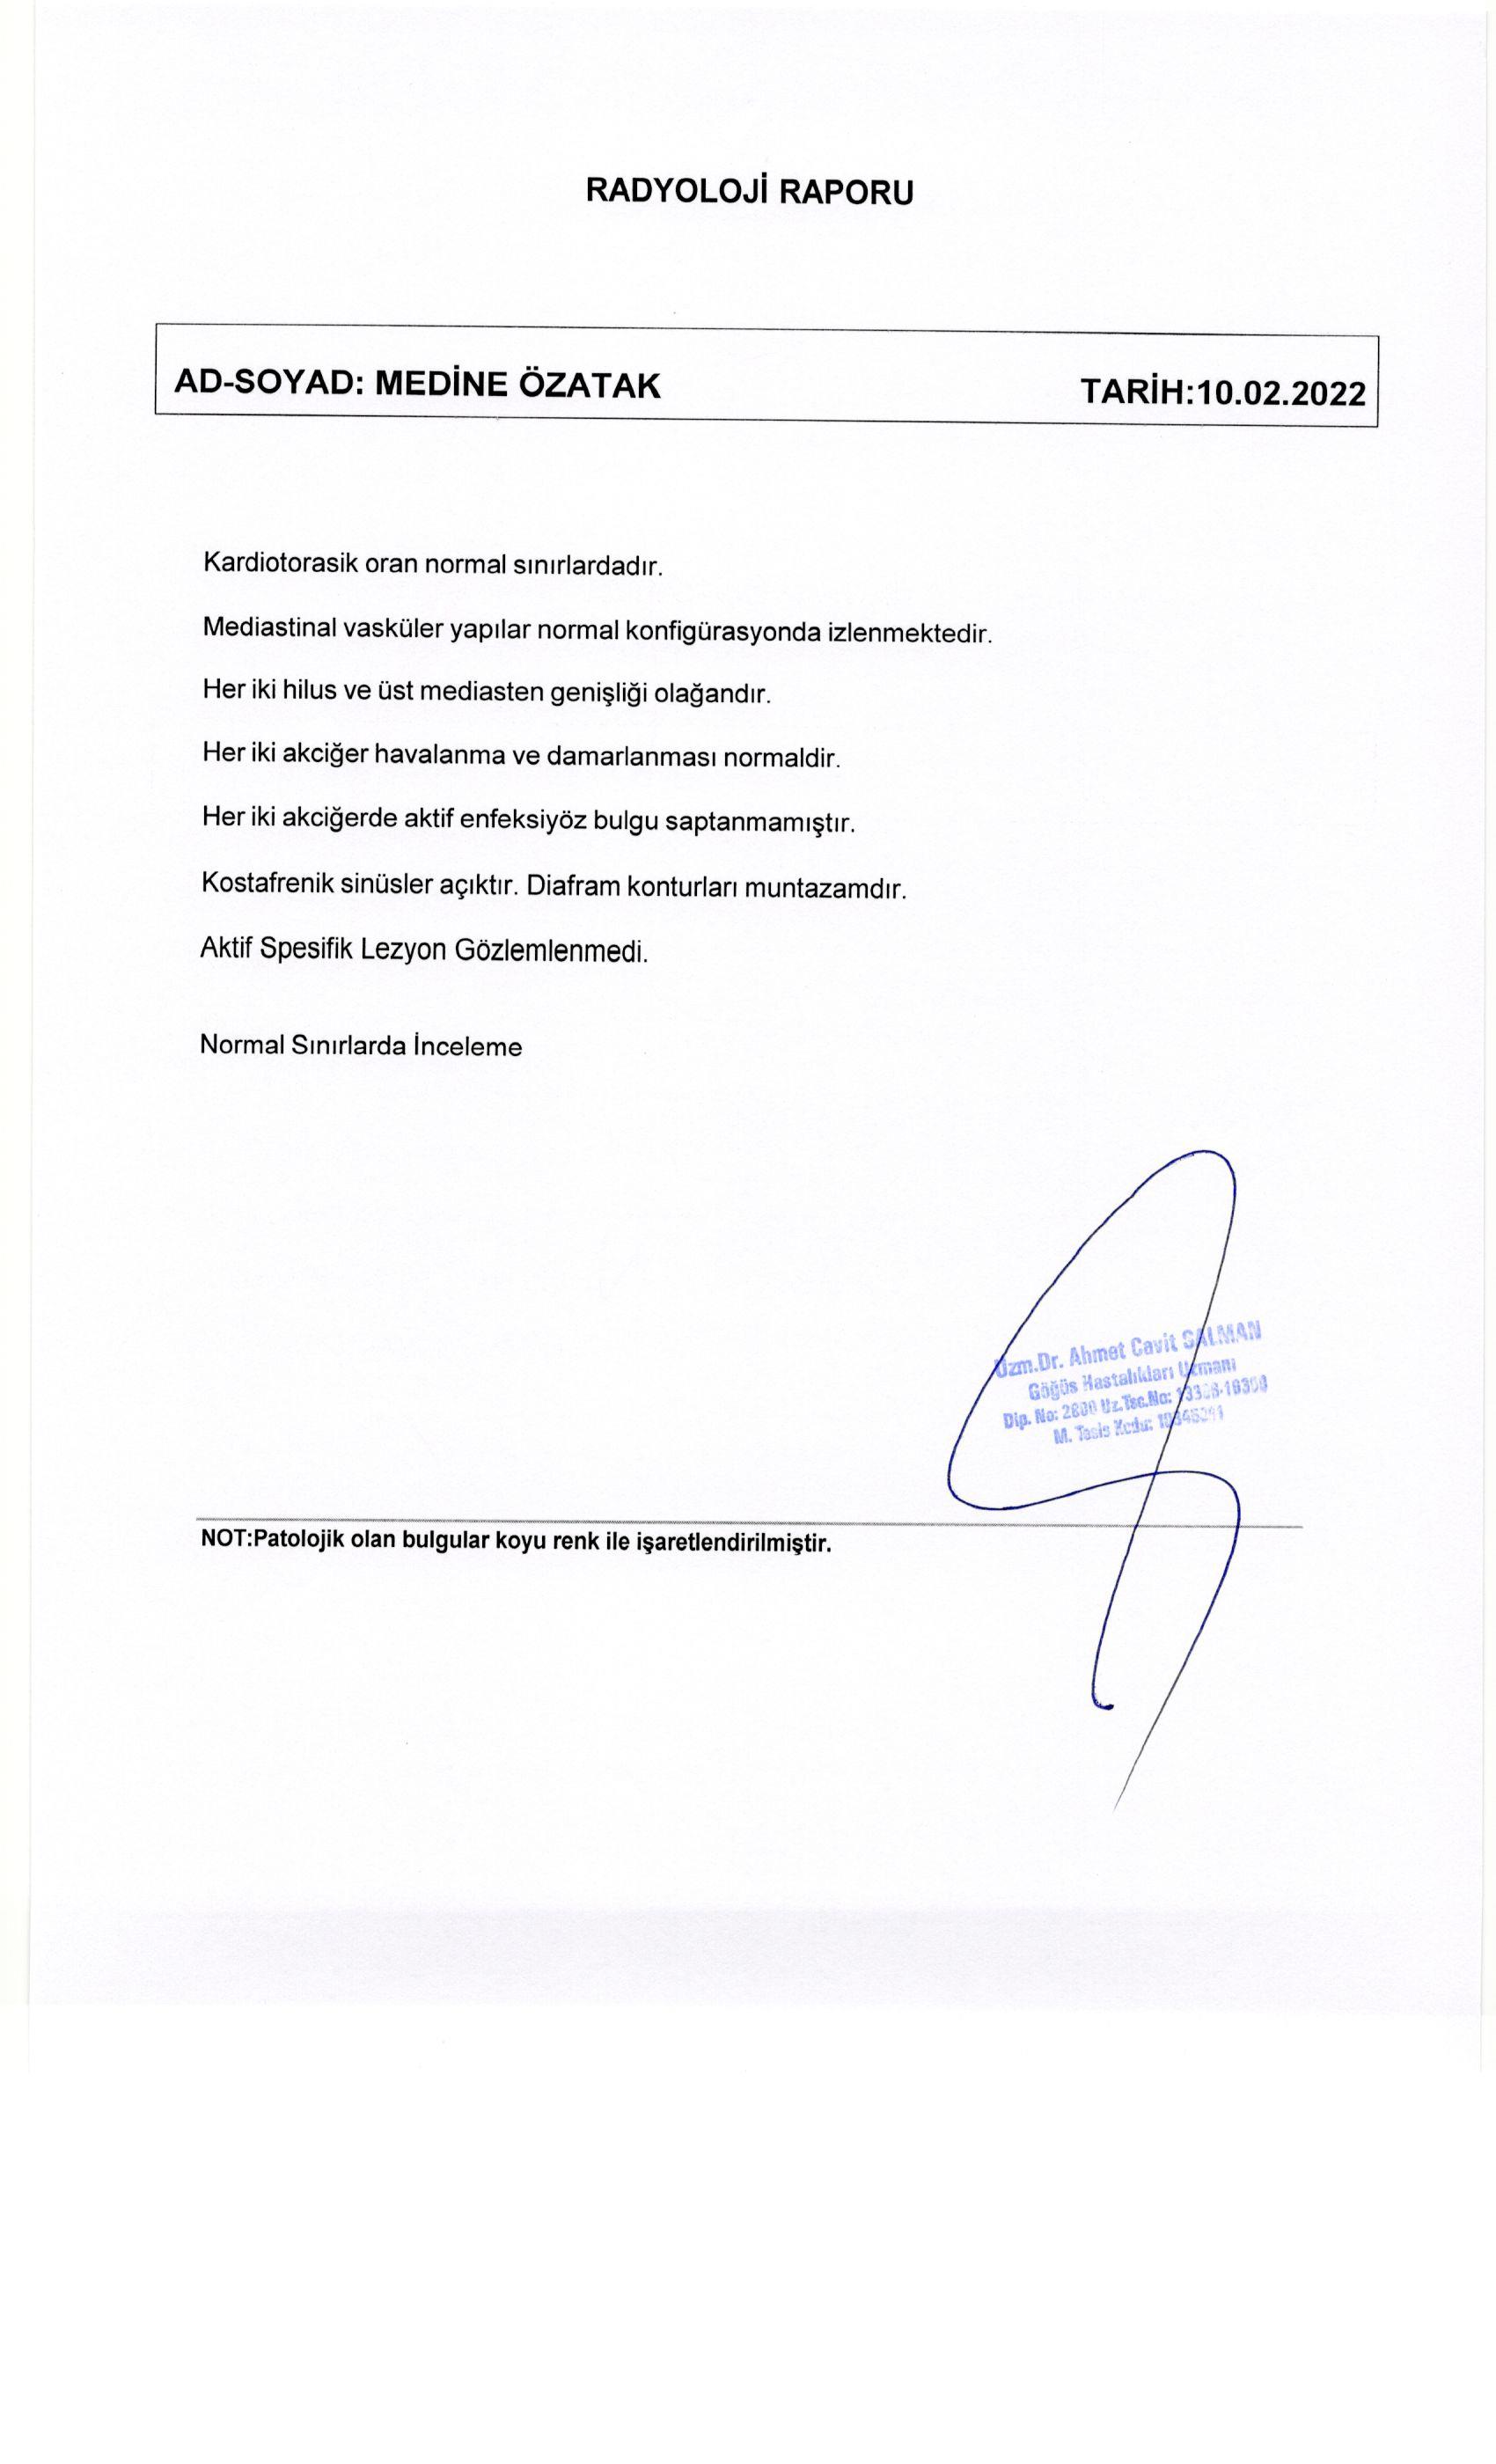 RADYOLOJİ RAPORU
AD-SOYAD: MEDİNE ÖZATAK TARİH:10.02.2022
Kardiotorasik oran normal sınırlardadır.
Mediastinal vasküler yapılar normal konfigürasyonda izlenmektedir.
Her iki hilus ve üst mediasten genişliği olağandır.
Her iki akciğer havalanma ve damarlanması normaldir.
Her iki akciğerde aktif enfeksiyöz bulgu saptanmamıştır.
Kostafrenik sinüsler açıktır. Diafram konturları muntazamdır.
Aktif Spesifik Lezyon Gözlemlenmedi.
Normal Sınırlarda İnceleme
Uzm.Dr. Ahmet Cavit SALMAN
Göğüs Hastalıkları Uzmanı
Dip. No: Uz.Tsc.No:
M. Tesis Kodu:
NOT:Patolojik olan bulgular koyu renk ile işaretlendirilmiştir.